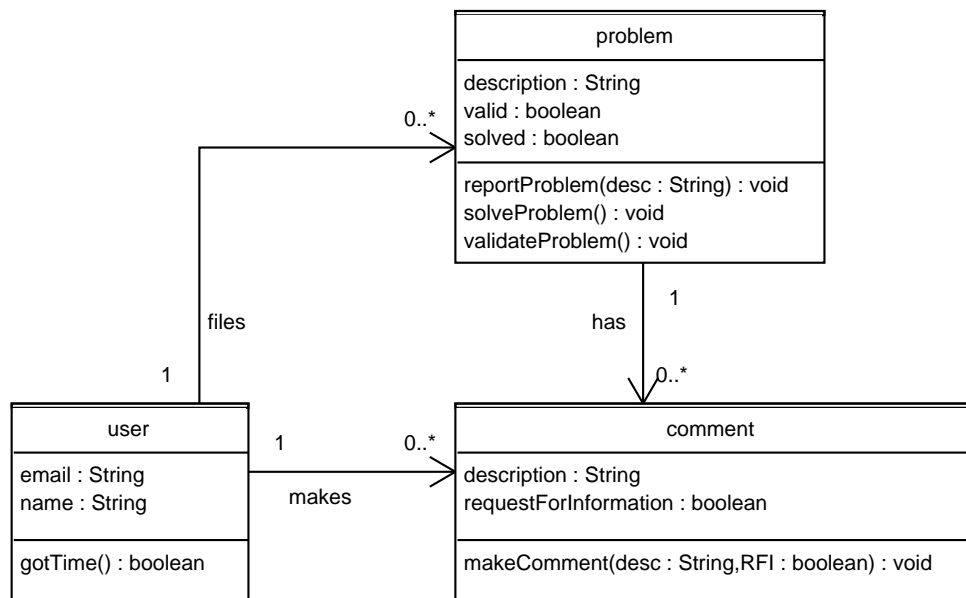 problem
description : String
valid : boolean
solved : boolean
reportProblem(desc : String) : void
solveProblem() : void
validateProblem() : void
0..*
files
1
1
has
0..*
user
email : String
name : String
gotTime() : boolean
1
makes
0..*
comment
description : String
requestForInformation : boolean
makeComment(desc : String,RFI : boolean) : void